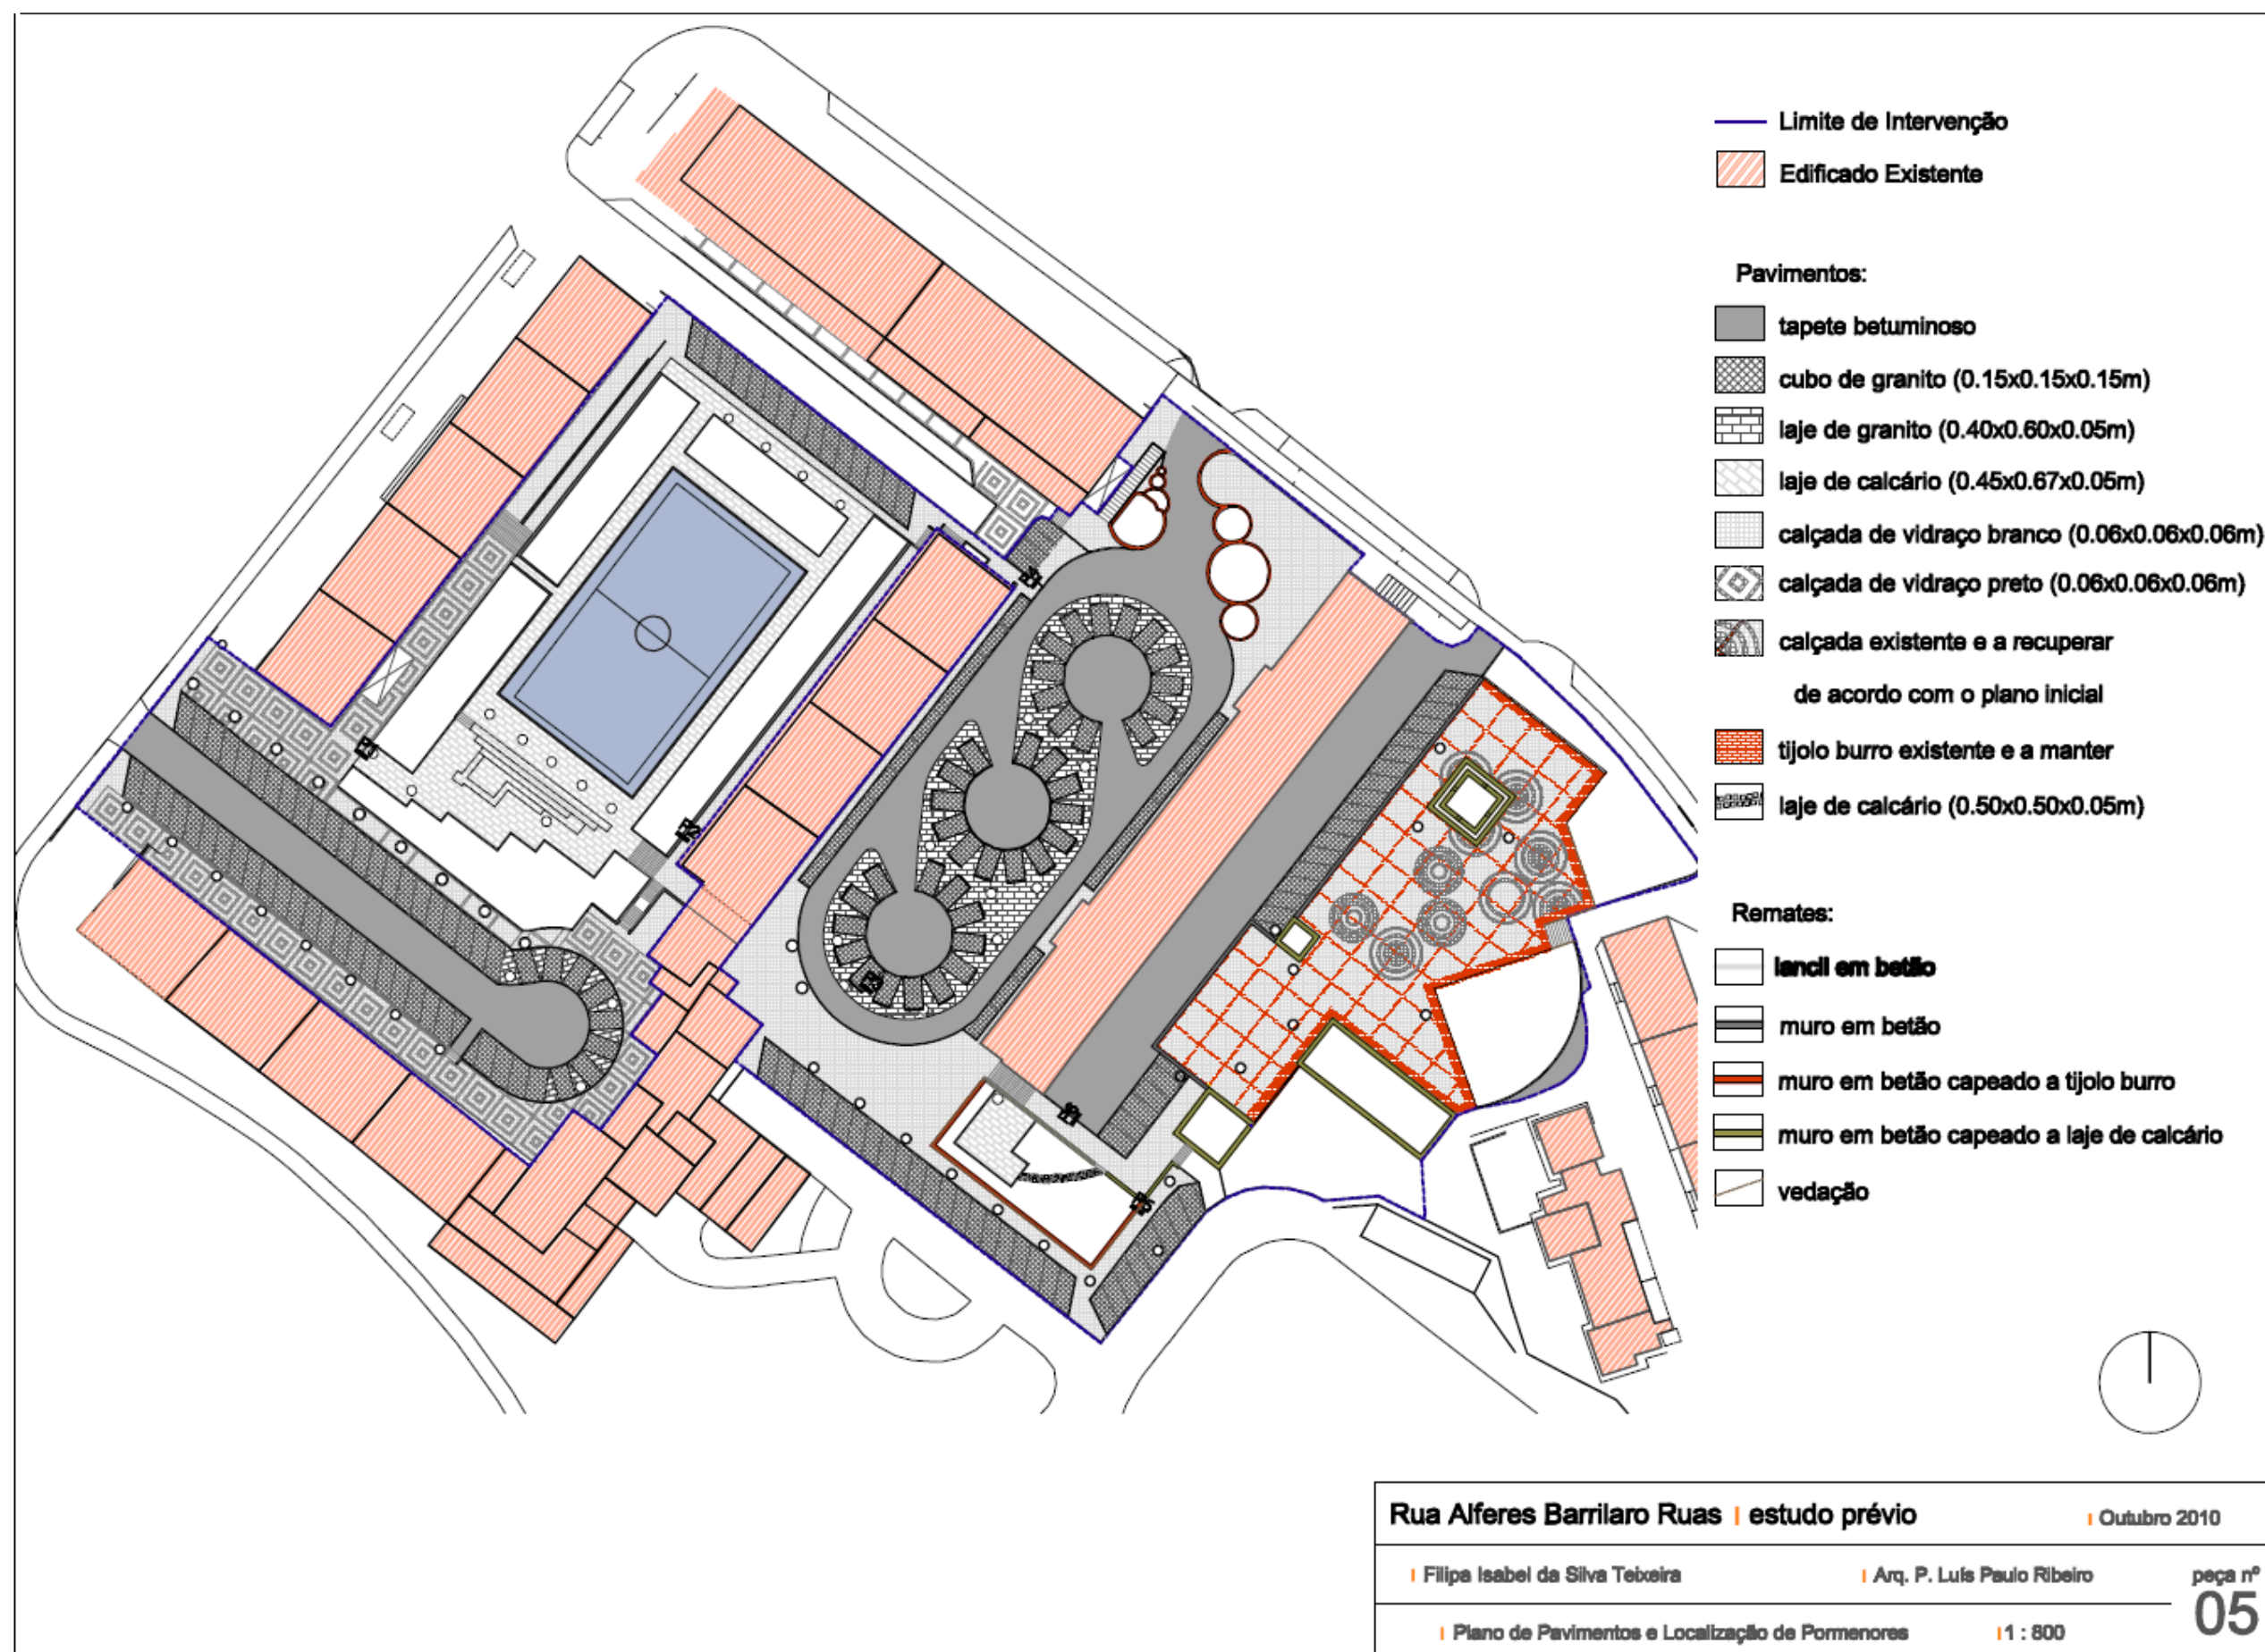 Limite de Intervenção
Edificado Existente
Pavimentos:
tapete betuminoso
cubo de granito (0.15x0.15x0.15m)
laje de granito (0.40x0.60x0.05m)
laje de calcário (0.45x0.67x0.05m)
calçada de vidraço branco (0.06x0.06x0.06m)
calçada de vidraço preto (0.06x0.06x0.06m)
calçada existente e a recuperar
de acordo com o plano inicial
tijolo burro existente e a manter
laje de calcário (0.50x0.50x0.05m)
Remates:
lancil em betão
muro em betão
muro em betão capeado a tijolo burro
muro em betão capeado a laje de calcário
vedação
Rua Alferes Barrilaro Ruas | estudo prévio | Outubro 2010
| Filipa Isabel da Silva Teixeira | Arq. P. Luís Paulo Ribeiro
peça nº
05
| Plano de Pavimentos e Localização de Pormenores | 1 : 800